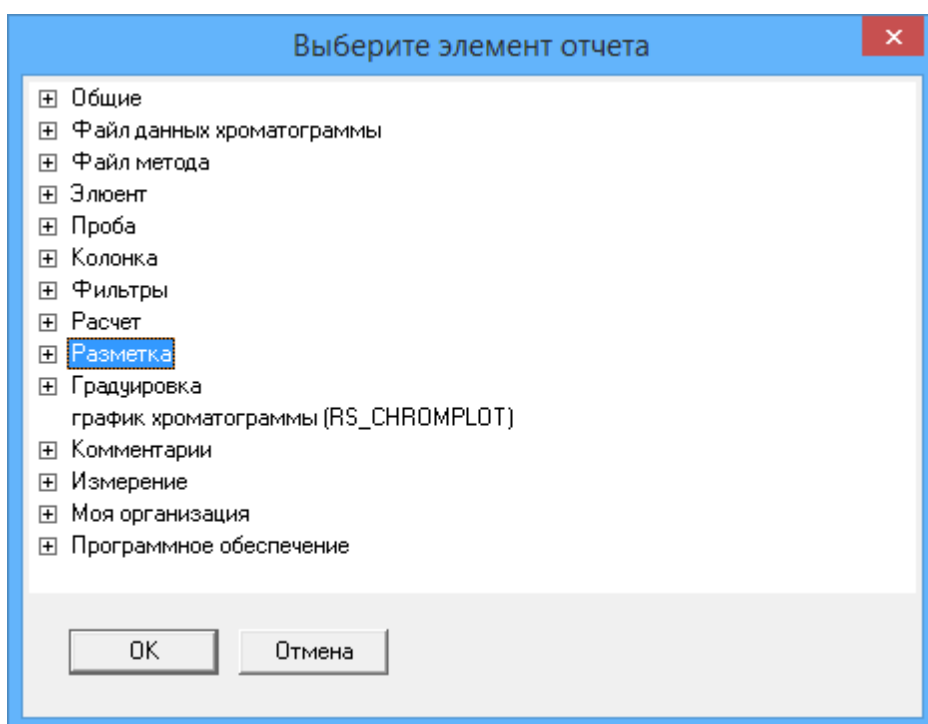 Выберите элемент отчета
Общие
Файл данных хроматограммы
Файл метода
Элюент
Проба
Колонка
Фильтры
Расчет
Разметка
Градуировка
график хроматограммы (RS_CHROMPLOT)
Комментарии
Измерение
Моя организация
Программное обеспечение
OK Отмена